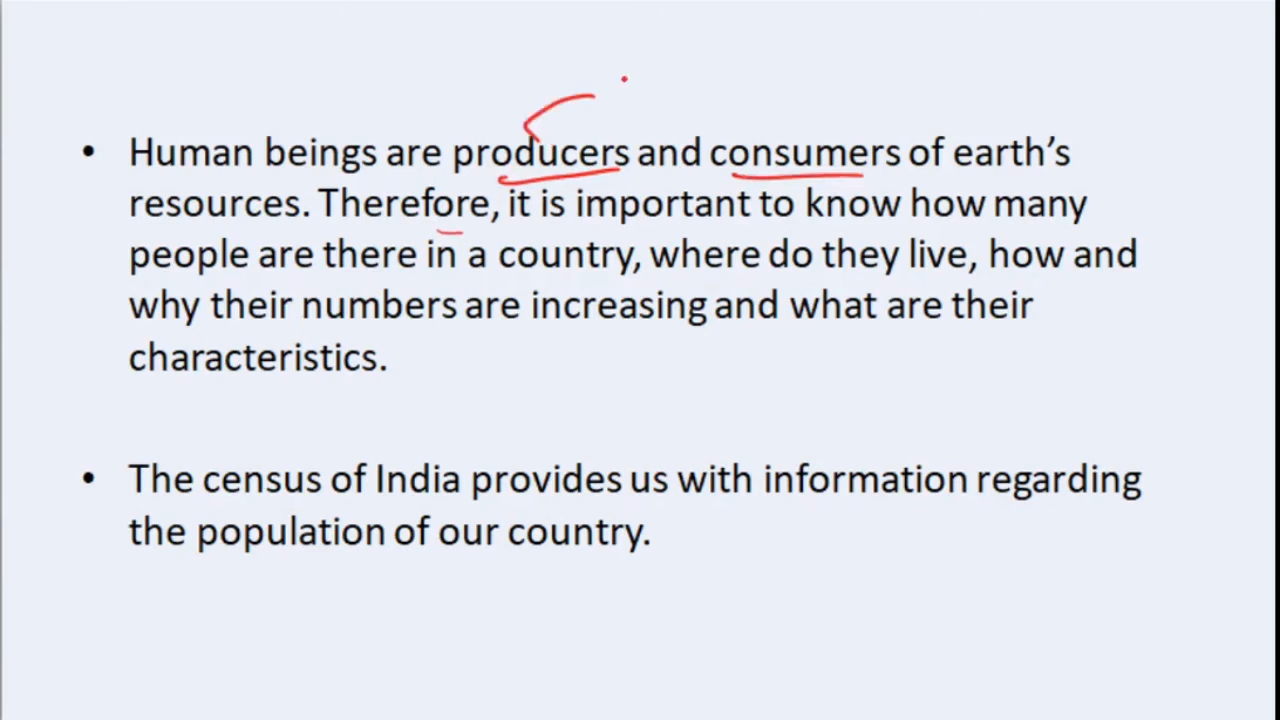 • Human beings are producers and consumers of earth’s
resources. Therefore, it is important to know how many
people are there in a country, where do they live, how and
why their numbers are increasing and what are their
characteristics.
• The census of India provides us with information regarding
the population of our country.